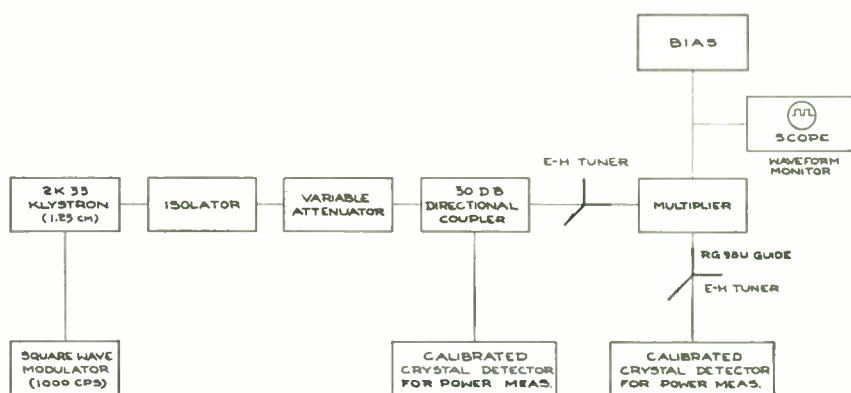 BIAS
SCOPE
WAVEFORM
MONITOR
E-H TUNER
2K 33
KLYSTRON
(1.25 cm)
ISOLATOR
VARIABLE
ATTENUATOR
30 DB
DIRECTIONAL
COUPLER
MULTIPLIER
RG 98U GUIDE
E-H TUNER
SQUARE WAVE
MODULATOR
(1000 CPS)
CALIBRATED
CRYSTAL DETECTOR
FOR POWER MEAS.
CALIBRATED
CRYSTAL DETECTOR
FOR POWER MEAS.